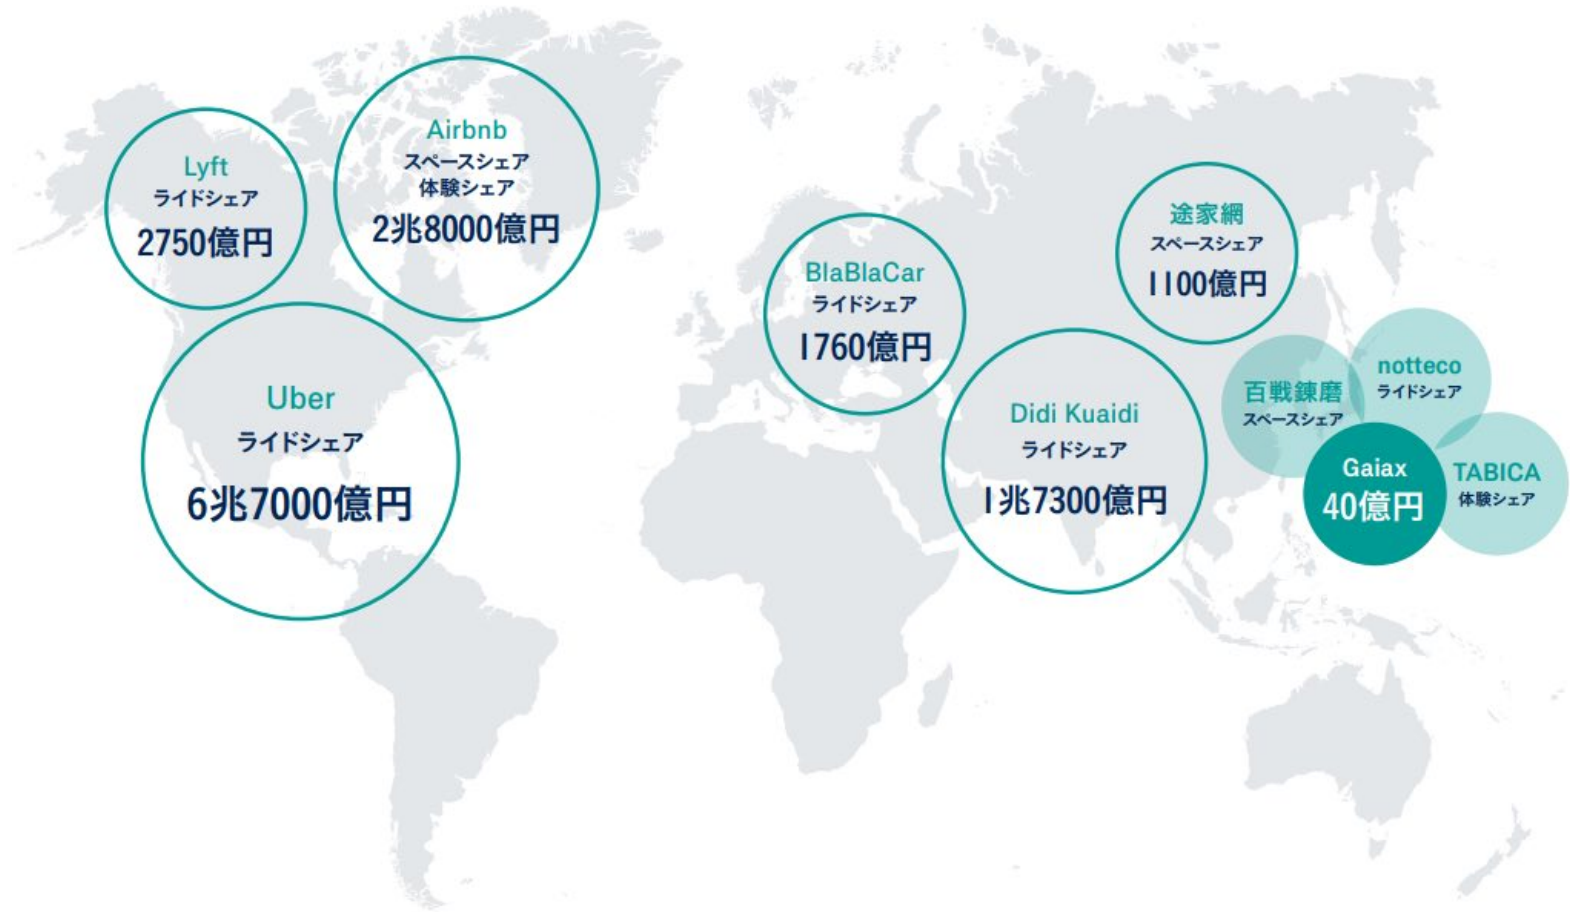 Lyft
ライドシェア
2750億円
Airbnb
スペースシェア
体験シェア
2兆8000億円
Uber
ライドシェア
6兆7000億円
BlaBlaCar
ライドシェア
1760億円
途家網
スペースシェア
1100億円
Didi Kuaidi
ライドシェア
1兆7300億円
百戦錬磨
スペースシェア
notteco
ライドシェア
Gaiax
40億円
TABICA
体験シェア